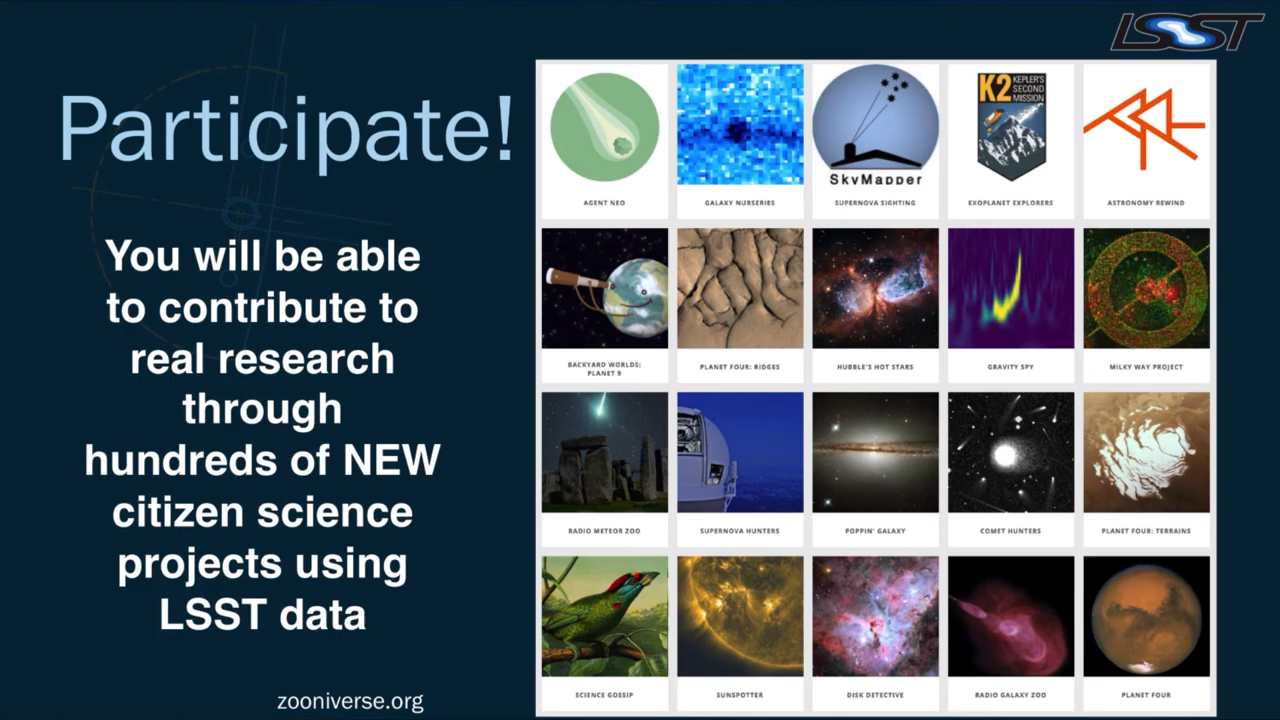 LSST
Participate!
You will be able
to contribute to
real research
through
hundreds of NEW
citizen science
projects using
LSST data
zooniverse.org
SkyMapper
K2 KEPLER'S
SECOND
MISSION
AGENT NEO
GALAXY NURSERIES
SUPERNOVA SIGHTING
EXOPLANET EXPLORERS
ASTRONOMY REWIND
BACKYARD WORLDS:
PLANET 9
PLANET FOUR: RIDGES
HUBBLE'S HOT STARS
GRAVITY SPY
MILKY WAY PROJECT
RADIO METEOR ZOO
SUPERNOVA HUNTERS
POPPIN' GALAXY
COMET HUNTERS
PLANET FOUR: TERRAINS
SCIENCE GOSSIP
SUNSPOTTER
DISK DETECTIVE
RADIO GALAXY ZOO
PLANET FOUR